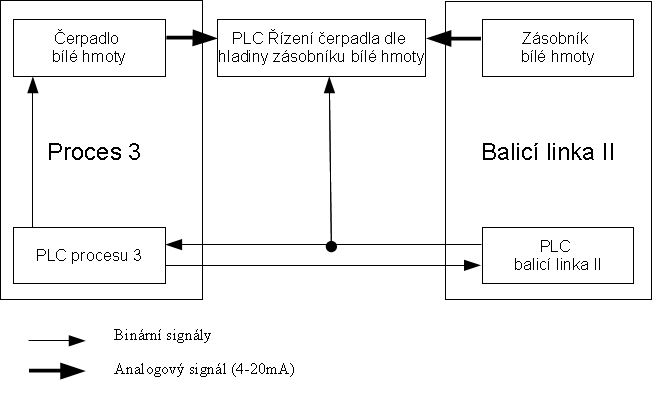 Čerpadlo
bílé hmoty
PLC Řízení čerpadla dle
hladiny zásobníku bílé hmoty
Zásobník
bílé hmoty
Proces 3
Balicí linka II
PLC procesu 3
PLC
balicí linka II
Binární signály
Analogový signál (4-20mA)